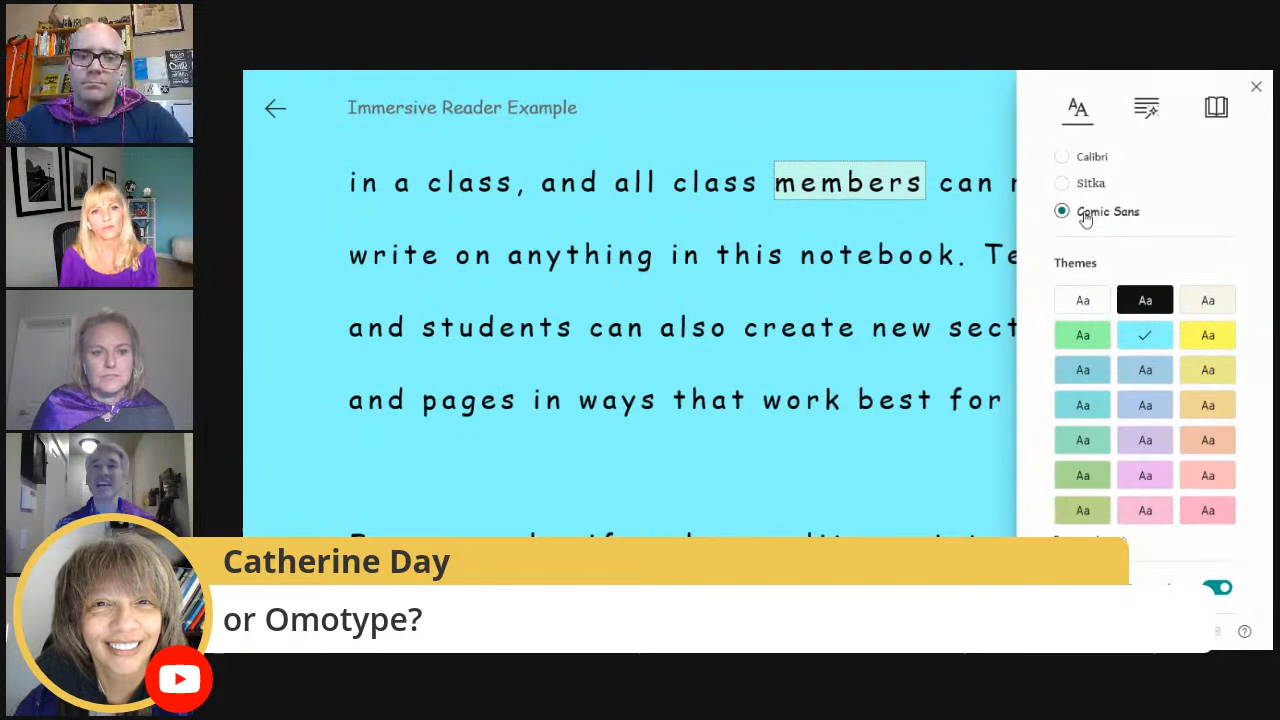 Immersive Reader Example
in a class, and all class members can
write on anything in this notebook. Te
and students can also create new sect
and pages in ways that work best for
Calibri
Sitka
Comic Sans
Themes
Aa Aa Aa
Aa Aa
Aa Aa Aa
Aa Aa Aa
Aa Aa Aa
Aa Aa Aa
Aa Aa Aa
Catherine Day
or Omotype?